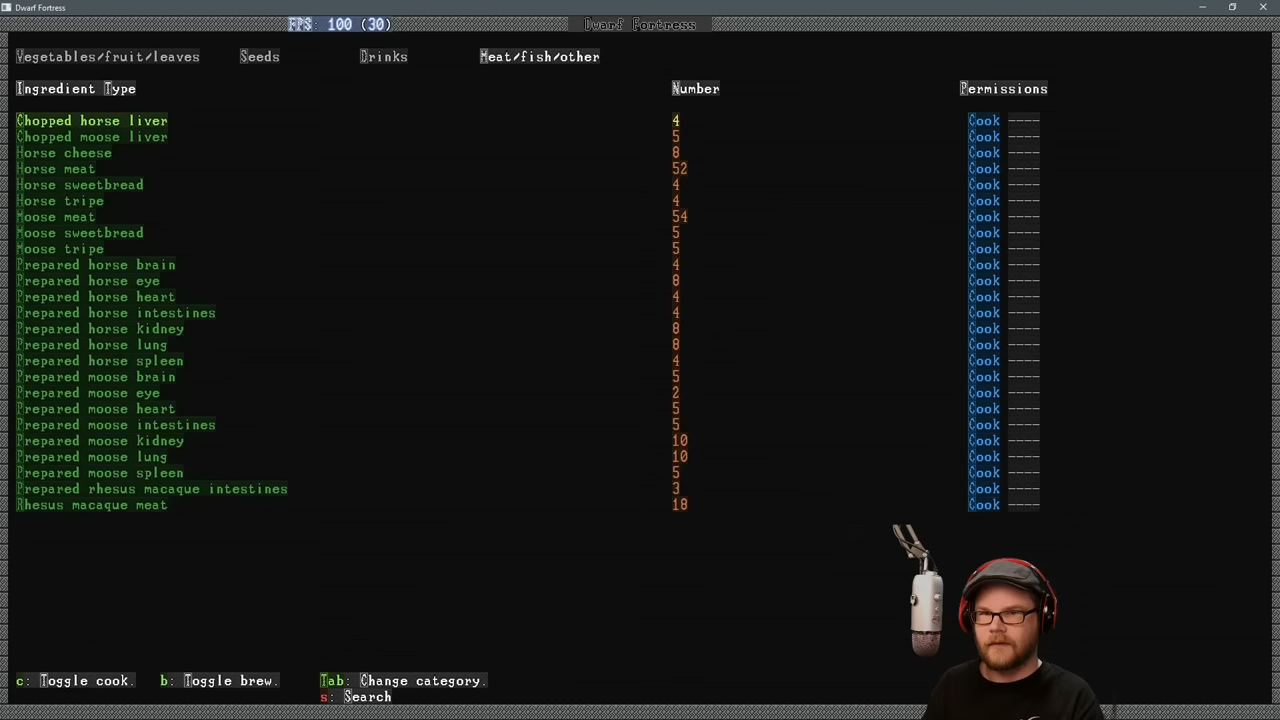 Dwarf Fortress
FPS: 100 (30) Dwarf Fortress
Vegetables/fruit/leaves Seeds Drinks Meat/fish/other
Ingredient Type Number Permissions
Chopped horse liver 4 Cook ----
Chopped moose liver 5 Cook ----
Horse cheese 8 Cook ----
Horse meat 52 Cook ----
Horse sweetbread 4 Cook ----
Horse tripe 4 Cook ----
Moose meat 54 Cook ----
Moose sweetbread 5 Cook ----
Moose tripe 5 Cook ----
Prepared horse brain 4 Cook ----
Prepared horse eye 8 Cook ----
Prepared horse heart 4 Cook ----
Prepared horse intestines 4 Cook ----
Prepared horse kidney 8 Cook ----
Prepared horse lung 8 Cook ----
Prepared horse spleen 4 Cook ----
Prepared moose brain 5 Cook ----
Prepared moose eye 2 Cook ----
Prepared moose heart 5 Cook ----
Prepared moose intestines 5 Cook ----
Prepared moose kidney 10 Cook ----
Prepared moose lung 10 Cook ----
Prepared moose spleen 5 Cook ----
Prepared rhesus macaque intestines 3 Cook ----
Rhesus macaque meat 18 Cook ----
c: Toggle cook. b: Toggle brew. Tab: Change category.
s: Search